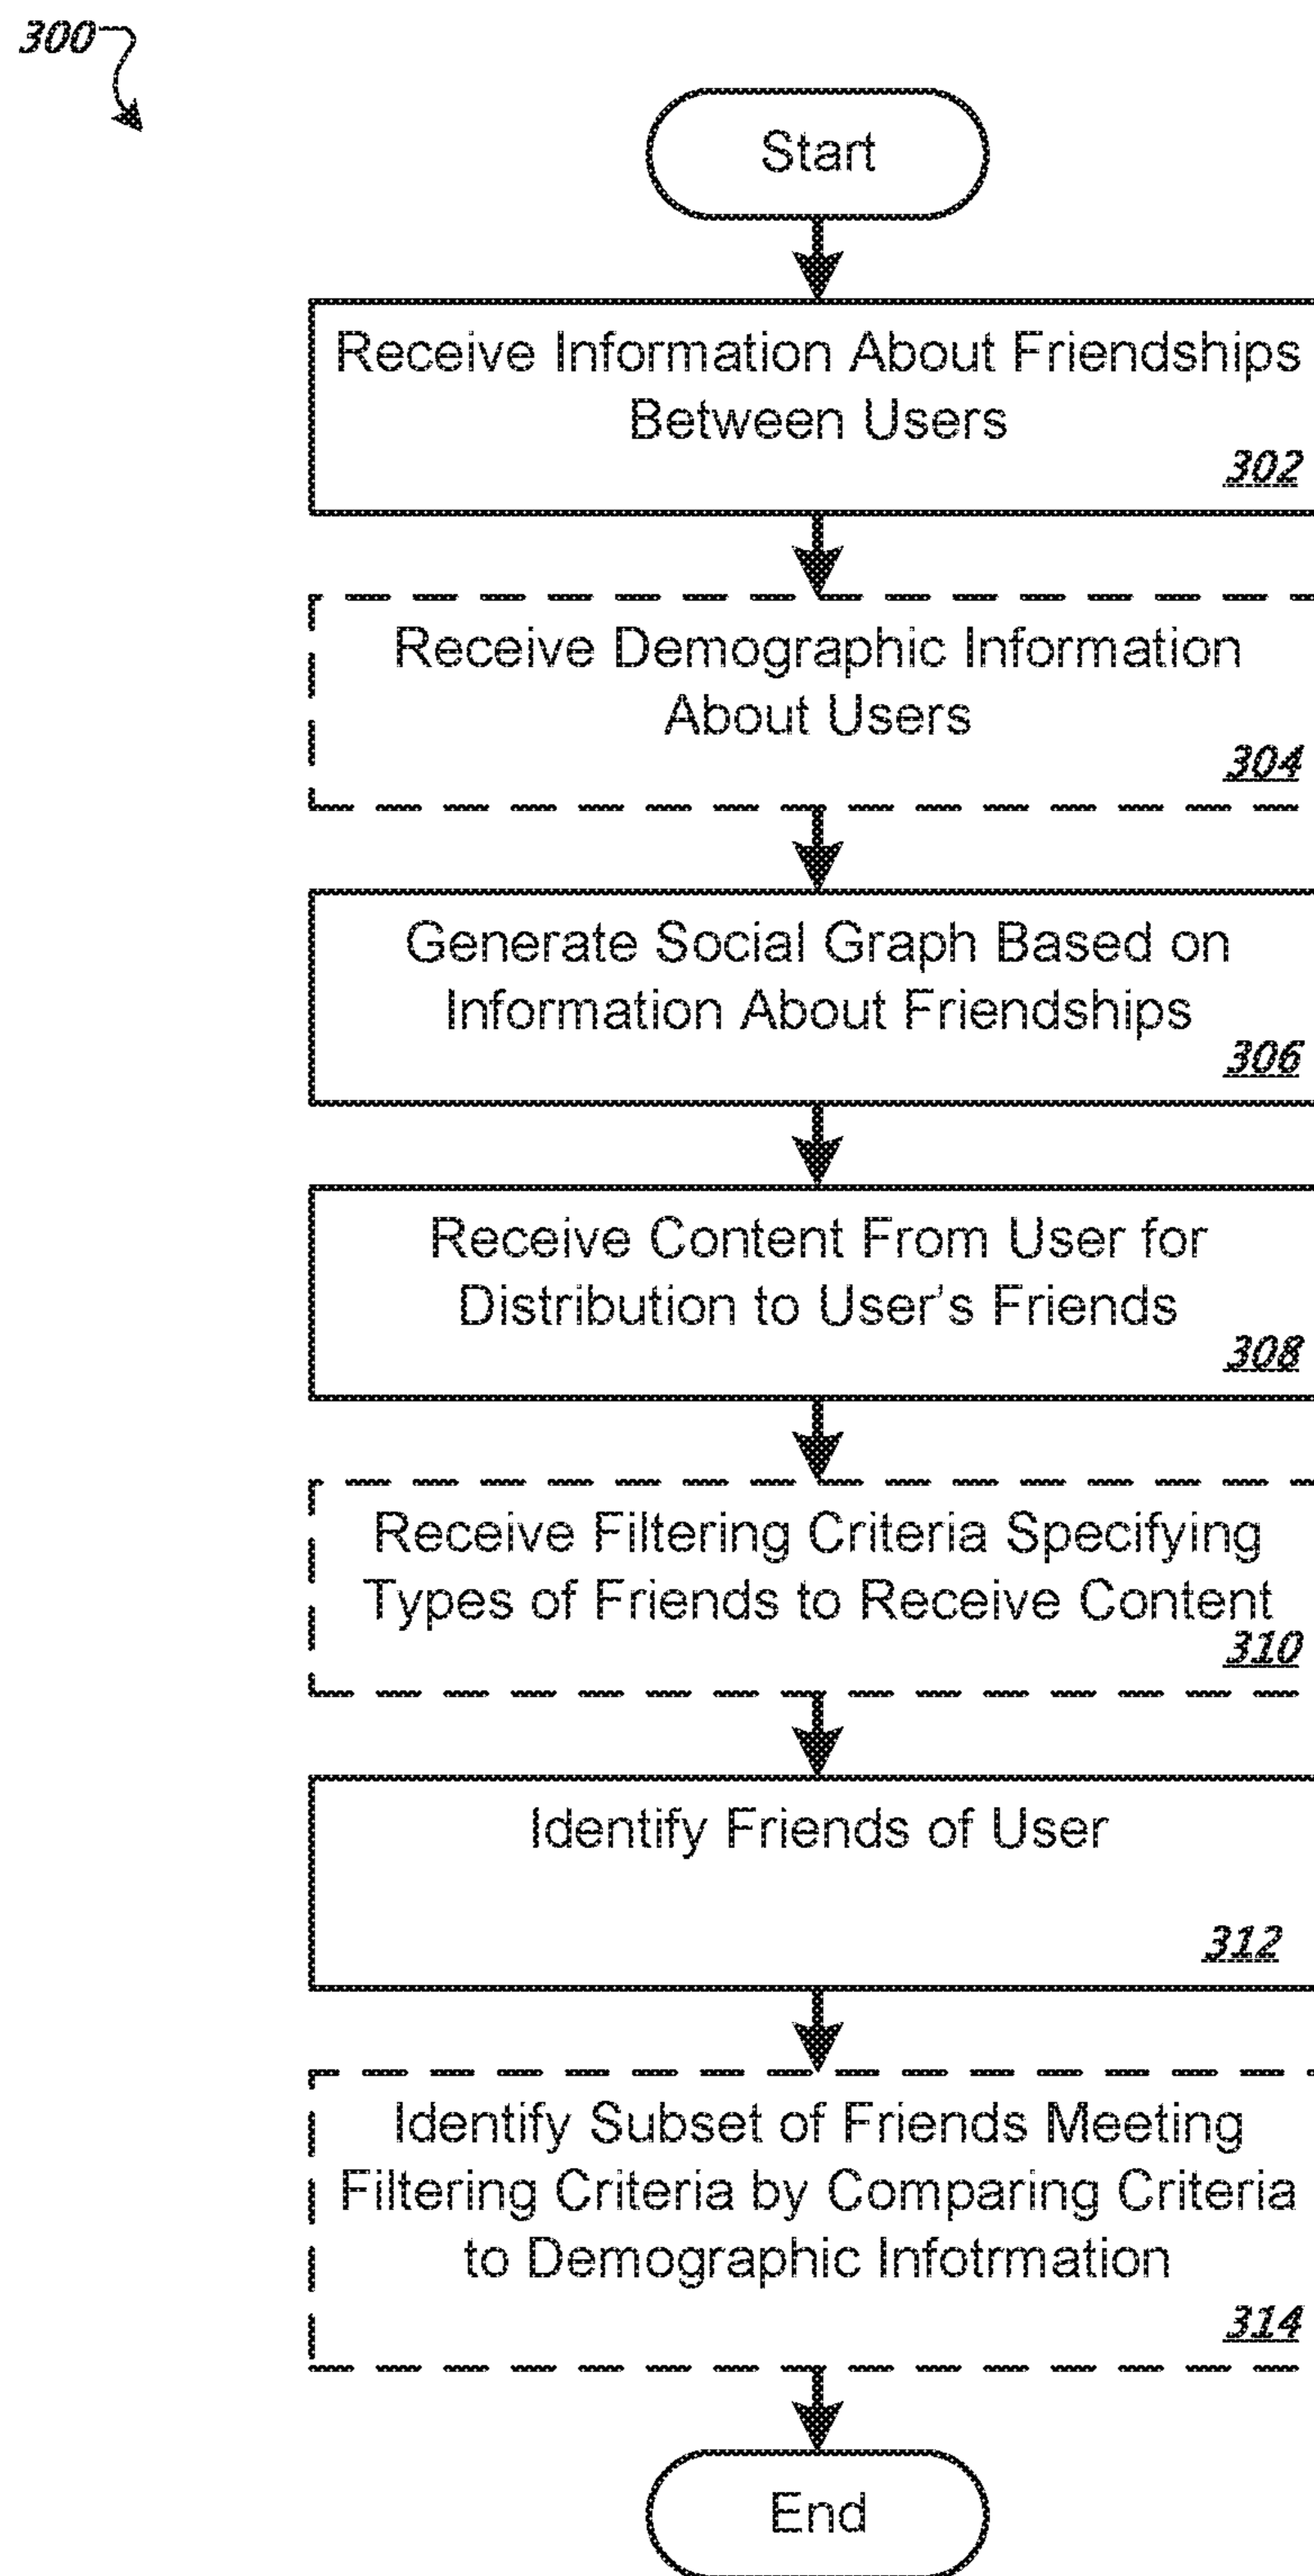 300
Start
Receive Information About Friendships
Between Users
302
Receive Demographic Information
About Users
304
Generate Social Graph Based on
Information About Friendships
306
Receive Content From User for
Distribution to User's Friends
308
Receive Filtering Criteria Specifying
Types of Friends to Receive Content
310
Identify Friends of User
312
Identify Subset of Friends Meeting
Filtering Criteria by Comparing Criteria
to Demographic Infotrmation
314
End